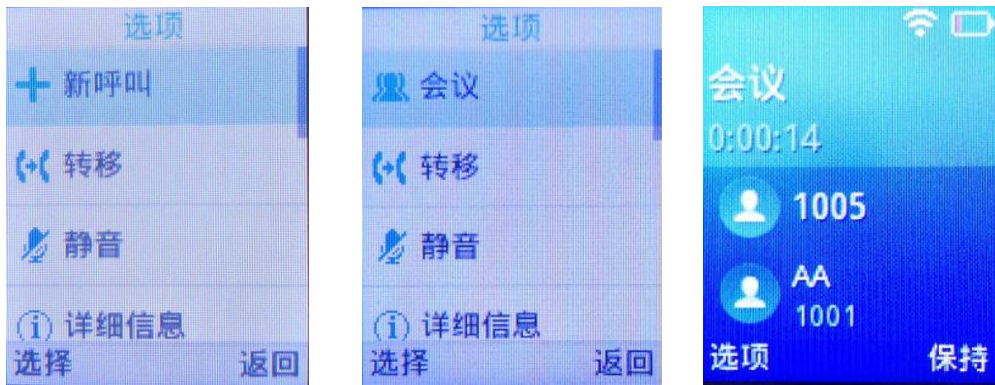 选项
新呼叫
转移
静音
详细信息
选择 返回
选项
会议
转移
静音
详细信息
选择 返回
会议
0:00:14
1005
AA
1001
选项 保持